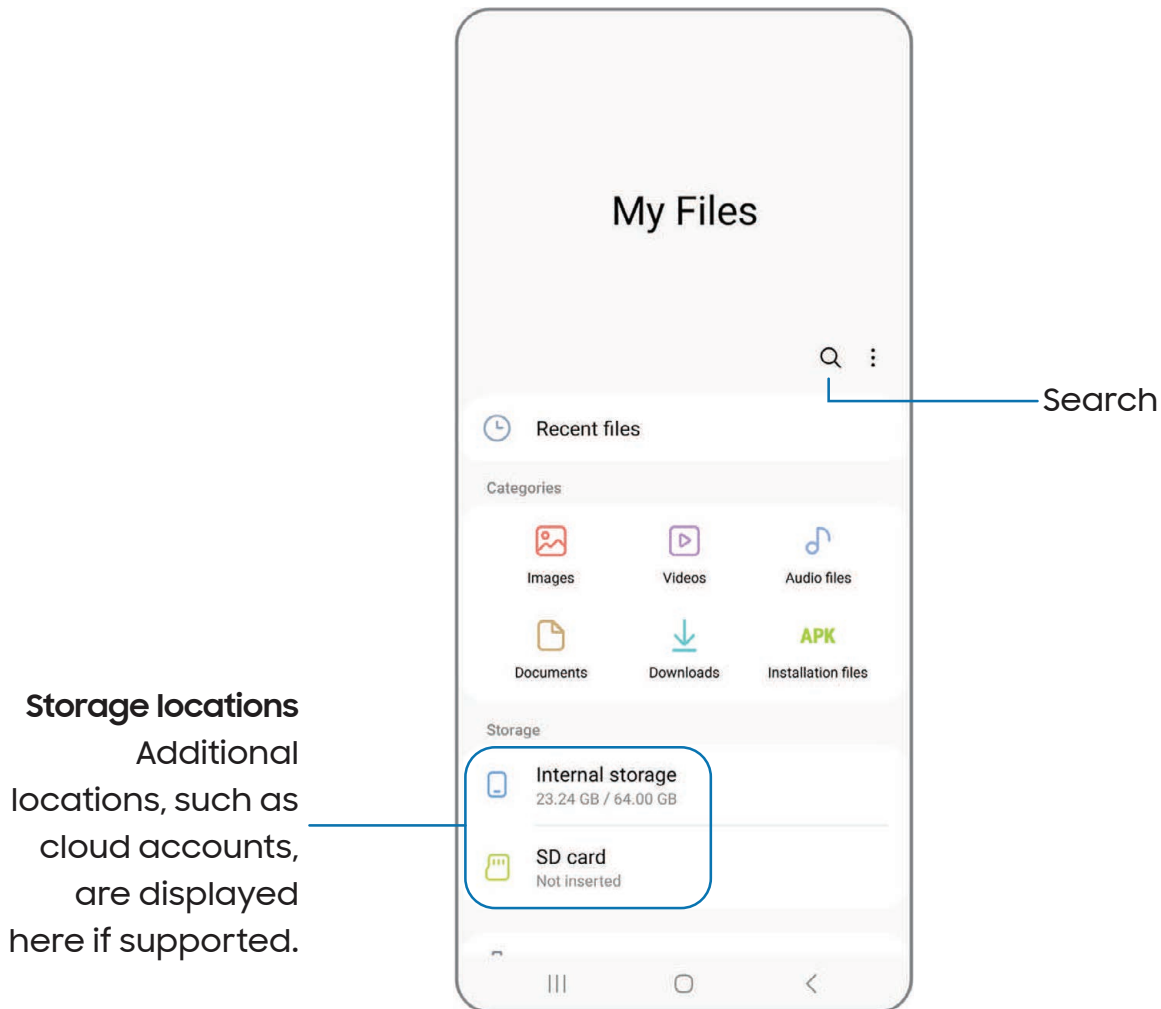 My Files
Search
Recent files
Categories
Images
Videos
Audio files
APK
Documents
Downloads
Installation files
Storage locations
Additional
locations, such as
cloud accounts,
are displayed
here if supported.
Storage
Internal storage
23.24 GB / 64.00 GB
SD card
Not inserted